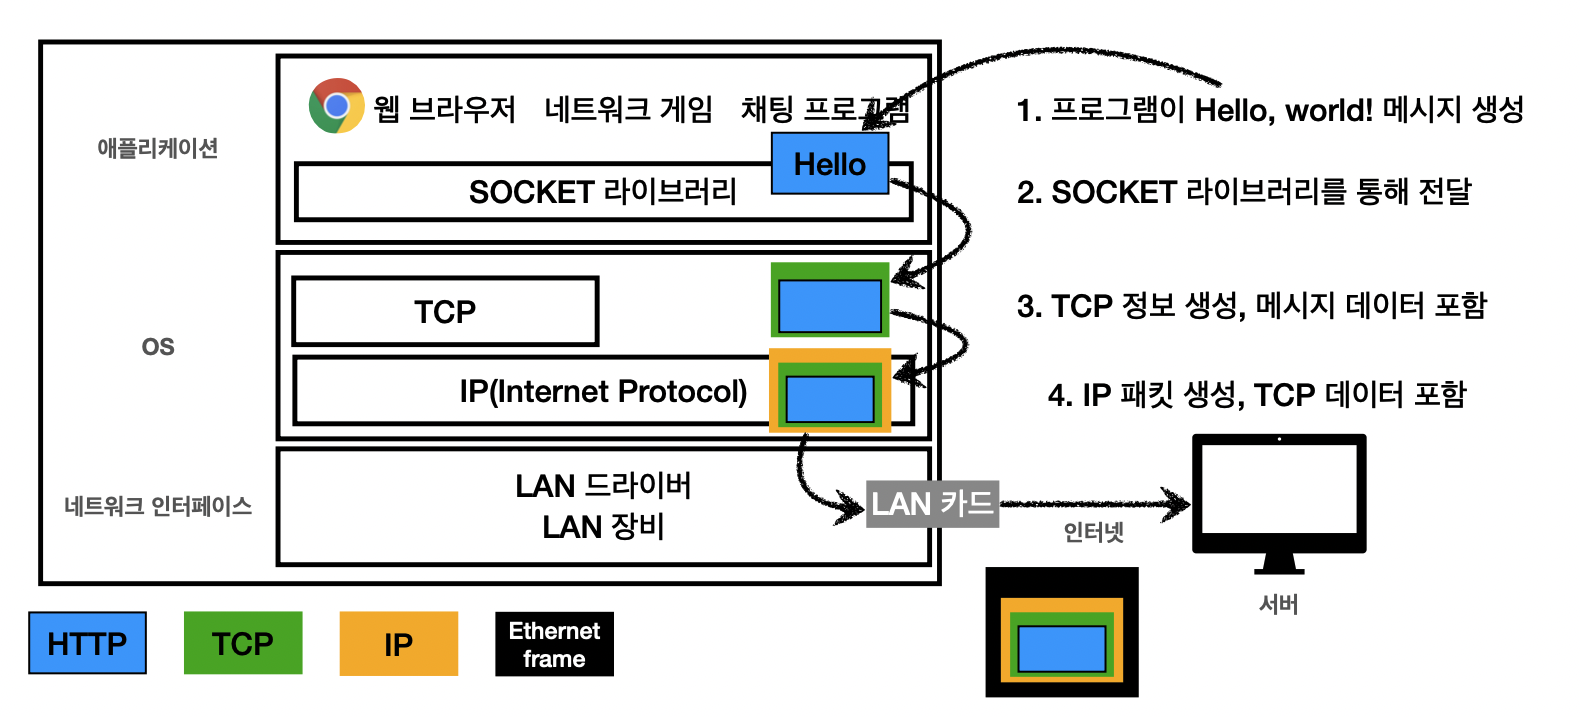 웹 브라우저 네트워크 게임 채팅 프로그램
1. 프로그램이 Hello, world! 메시지 생성
애플리케이션
Hello
SOCKET 라이브러리
2. SOCKET 라이브러리를 통해 전달
TCP
3. TCP 정보 생성, 메시지 데이터 포함
OS
IP(Internet Protocol)
4. IP 패킷 생성, TCP 데이터 포함
네트워크 인터페이스
LAN 드라이버
LAN 장비
LAN 카드
인터넷
서버
HTTP
TCP
IP
Ethernet
frame